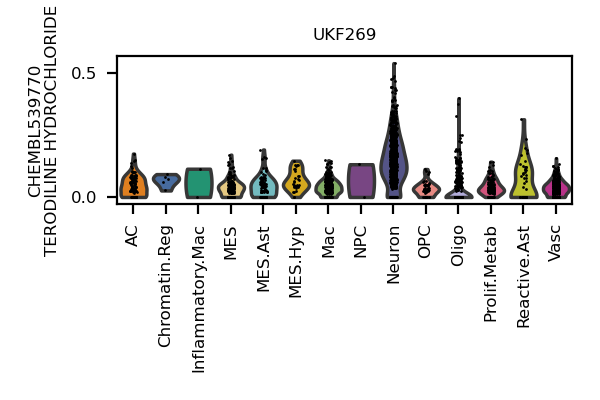 UKF269
CHEMBL539770
TERODILINE HYDROCHLORIDE
0.5
0.0
AC
Chromatin.Reg
Inflammatory.Mac
MES
MES.Ast
MES.Hyp
Mac
NPC
Neuron
OPC
Oligo
Prolif.Metab
Reactive.Ast
Vasc